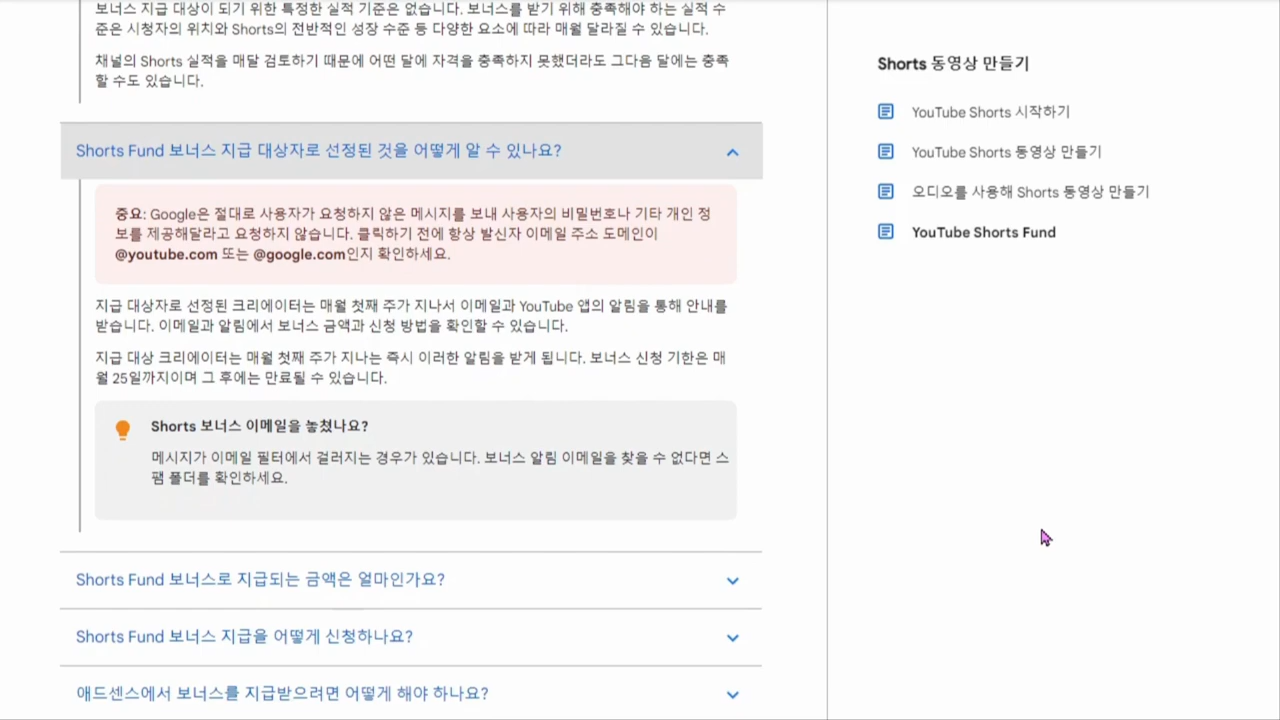 보너스 지급 대상이 되기 위한 특정한 실적 기준은 없습니다. 보너스를 받기 위해 충족해야 하는 실적 수
준은 시청자의 위치와 Shorts의 전반적인 성장 수준 등 다양한 요소에 따라 매월 달라질 수 있습니다.
채널의 Shorts 실적을 매달 검토하기 때문에 어떤 달에 자격을 충족하지 못했더라도 그다음 달에는 충족
할 수도 있습니다.
Shorts Fund 보너스 지급 대상자로 선정된 것을 어떻게 알 수 있나요?
중요: Google은 절대로 사용자가 요청하지 않은 메시지를 보내 사용자의 비밀번호나 기타 개인 정
보를 제공해달라고 요청하지 않습니다. 클릭하기 전에 항상 발신자 이메일 주소 도메인이
@youtube.com 또는 @google.com인지 확인하세요.
지급 대상자로 선정된 크리에이터는 매월 첫째 주가 지나서 이메일과 YouTube 앱의 알림을 통해 안내를
받습니다. 이메일과 알림에서 보너스 금액과 신청 방법을 확인할 수 있습니다.
지급 대상 크리에이터는 매월 첫째 주가 지나는 즉시 이러한 알림을 받게 됩니다. 보너스 신청 기한은 매
월 25일까지이며 그 후에는 만료될 수 있습니다.
Shorts 보너스 이메일을 놓쳤나요?
메시지가 이메일 필터에서 걸러지는 경우가 있습니다. 보너스 알림 이메일을 찾을 수 없다면 스
팸 폴더를 확인하세요.
Shorts Fund 보너스로 지급되는 금액은 얼마인가요?
Shorts Fund 보너스 지급을 어떻게 신청하나요?
애드센스에서 보너스를 지급받으려면 어떻게 해야 하나요?
Shorts 동영상 만들기
YouTube Shorts 시작하기
YouTube Shorts 동영상 만들기
오디오를 사용해 Shorts 동영상 만들기
YouTube Shorts Fund